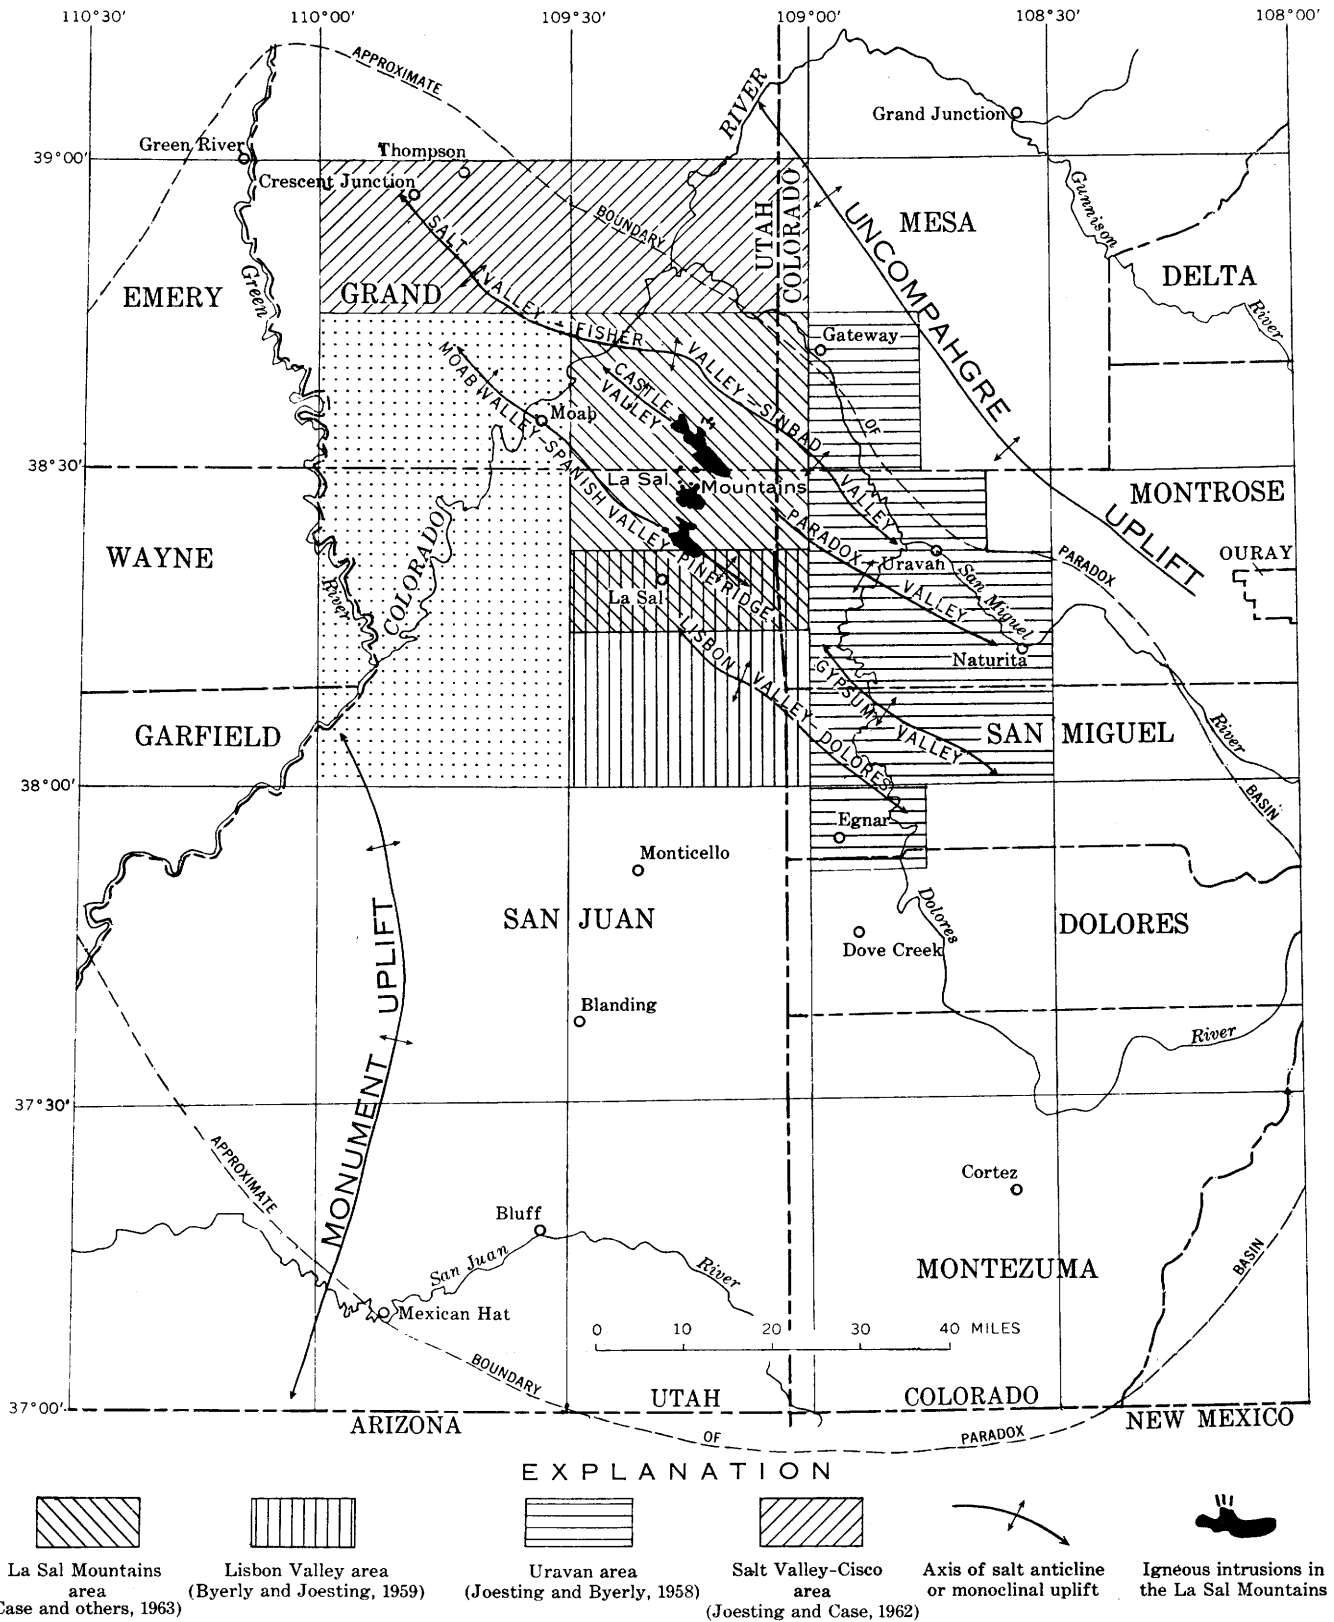 110°30′ 110°00′ 109°30′ 109°00′ 108°30′ 108°00′
APPROXIMATE
RIVER
Grand Junction
39°00′
Green River
Thompson
Crescent Junction
Gunnison
SALT VALLEY - FISHER VALLEY - SINBAD VALLEY
BOUNDARY
UTAH
COLORADO
UNCOMPAHGRE UPLIFT
MESA
DELTA
EMERY
Green
GRAND
River
Gateway
MOAB VALLEY-SPANISH VALLEY
CASTLE
VALLEY
Moab
OF
38°30′
La Sal Mountains
MONTROSE
WAYNE
COLORADO
River
PINE RIDGE
PARADOX VALLEY
Uravan
San Miguel
PARADOX
OURAY
La Sal
LISBON VALLEY DOLORES
Naturita
GYPSUM VALLEY
GARFIELD
SAN MIGUEL
River
38°00′
BASIN
Egnar
Monticello
MONUMENT UPLIFT
SAN JUAN
Dolores
DOLORES
Dove Creek
Blanding
River
37°30′
APPROXIMATE
Cortez
Bluff
San Juan
River
MONTEZUMA
BASIN
Mexican Hat
0 10 20 30 40 MILES
BOUNDARY
UTAH
COLORADO
37°00′
ARIZONA
NEW MEXICO
OF
PARADOX
EXPLANATION
La Sal Mountains
area
Case and others, 1963)
Lisbon Valley area
(Byerly and Joesting, 1959)
Uravan area
(Joesting and Byerly, 1958)
Salt Valley-Cisco
area
(Joesting and Case, 1962)
Axis of salt anticline
or monoclinal uplift
Igneous intrusions in
the La Sal Mountains